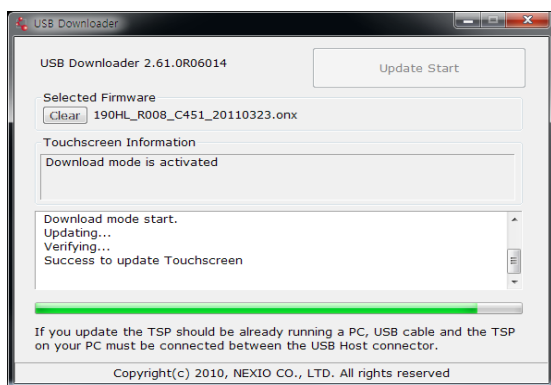 USB Downloader
USB Downloader 2.61.0R06014
Update Start
Selected Firmware
Clear 190HL_R008_C451_20110323.onx
Touchscreen Information
Download mode is activated
Download mode start.
Updating...
Verifying...
Success to update Touchscreen
If you update the TSP should be already running a PC, USB cable and the TSP
on your PC must be connected between the USB Host connector.
Copyright(c) 2010, NEXIO CO., LTD. All rights reserved